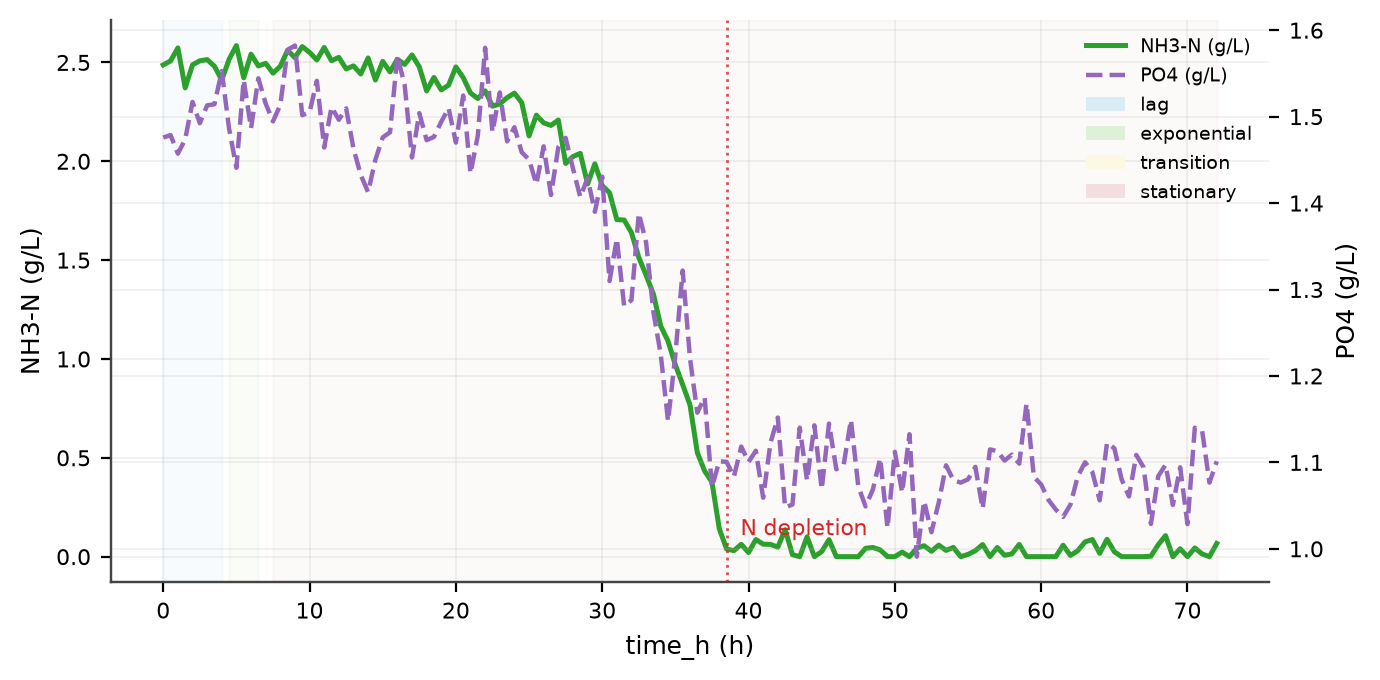 NH3-N (g/L)
2.5
2.0
1.5
1.0
0.5
0.0
0
10
20
30
40
50
60
70
time_h (h)
1.6
1.5
1.4
1.3
1.2
1.1
1.0
PO4 (g/L)
NH3-N (g/L)
PO4 (g/L)
lag
exponential
transition
stationary
N depletion